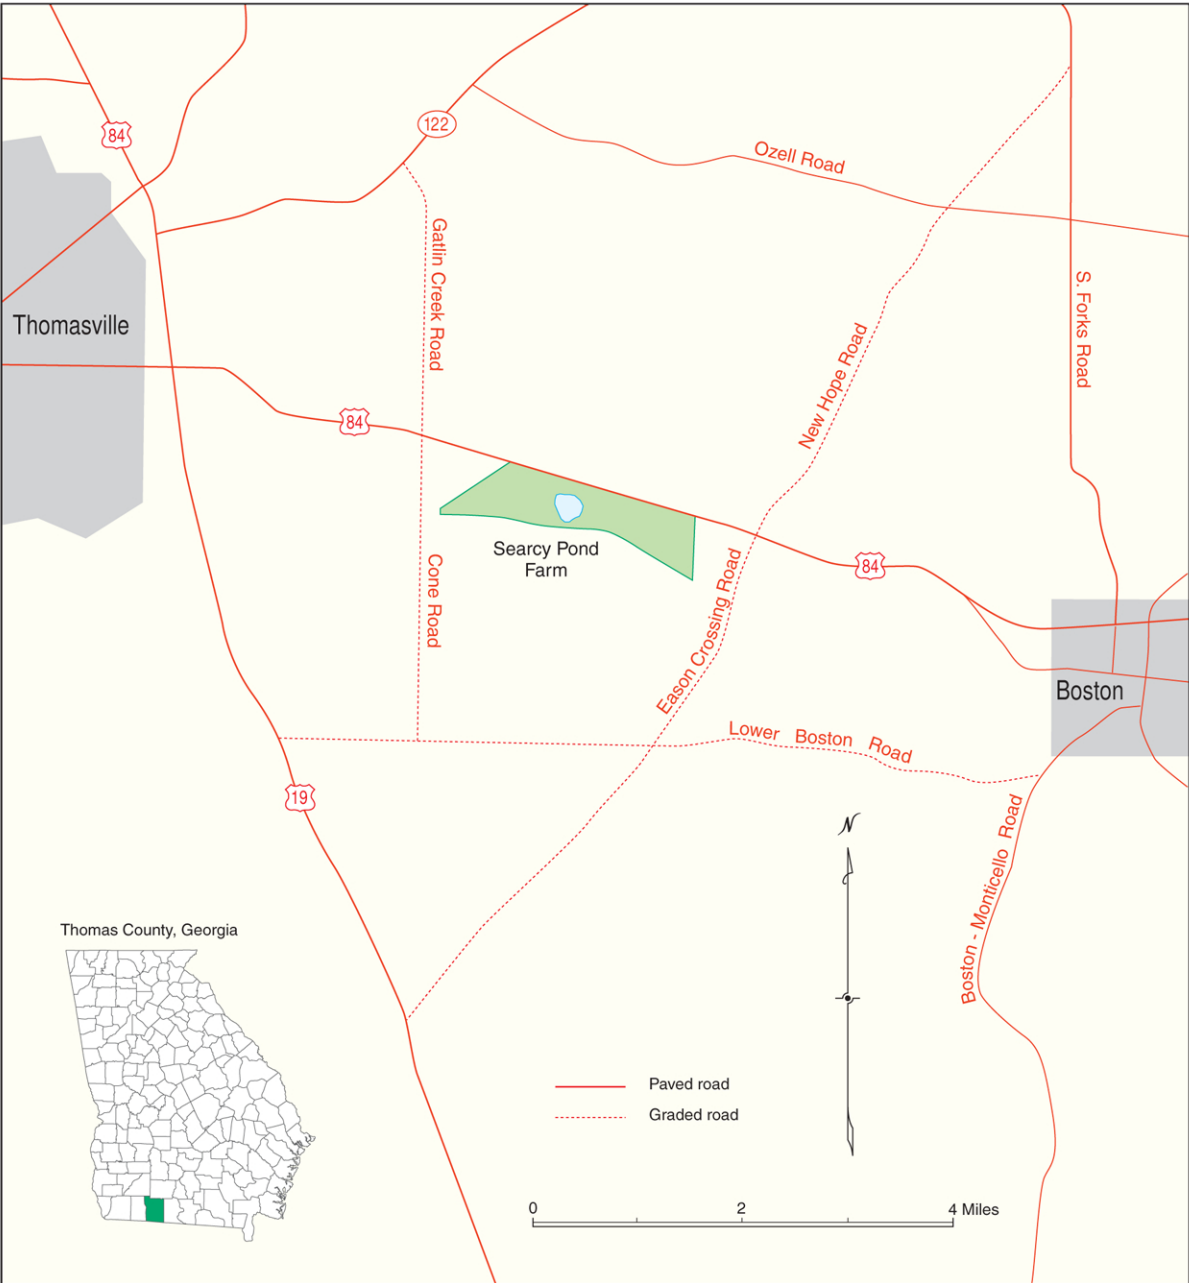 84
122
Ozell Road
Gatlin Creek Road
S. Forks Road
Thomasville
New Hope Road
84
Searcy Pond
Farm
Cone Road
Eason Crossing Road
84
Boston
Lower Boston Road
19
Boston - Monticello Road
N
Thomas County, Georgia
Paved road
Graded road
0 2 4 Miles